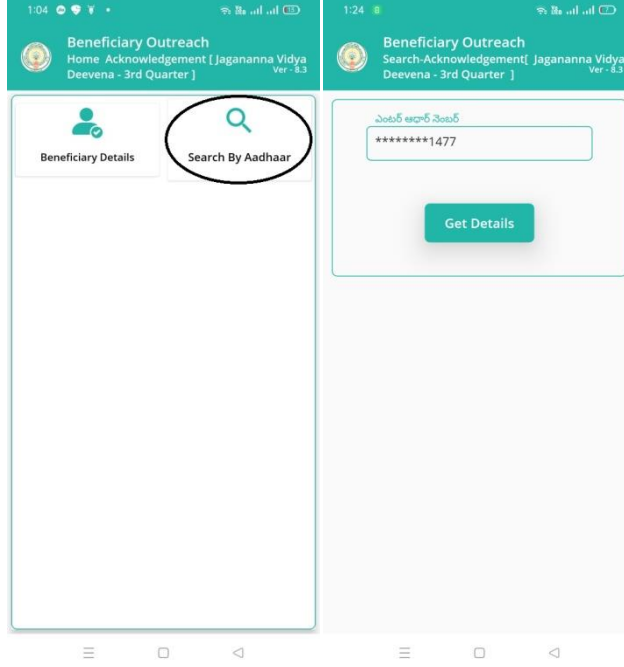 1:04
Beneficiary Outreach
Home Acknowledgement [ Jagananna Vidya
Deevena - 3rd Quarter ]
Ver - 8.3
Beneficiary Details
Search By Aadhaar
1:24
Beneficiary Outreach
Search-Acknowledgement[ Jagananna Vidya
Deevena - 3rd Quarter ]
Ver - 8.3
ఎంటర్ ఆధార్ నెంబర్
********1477
Get Details